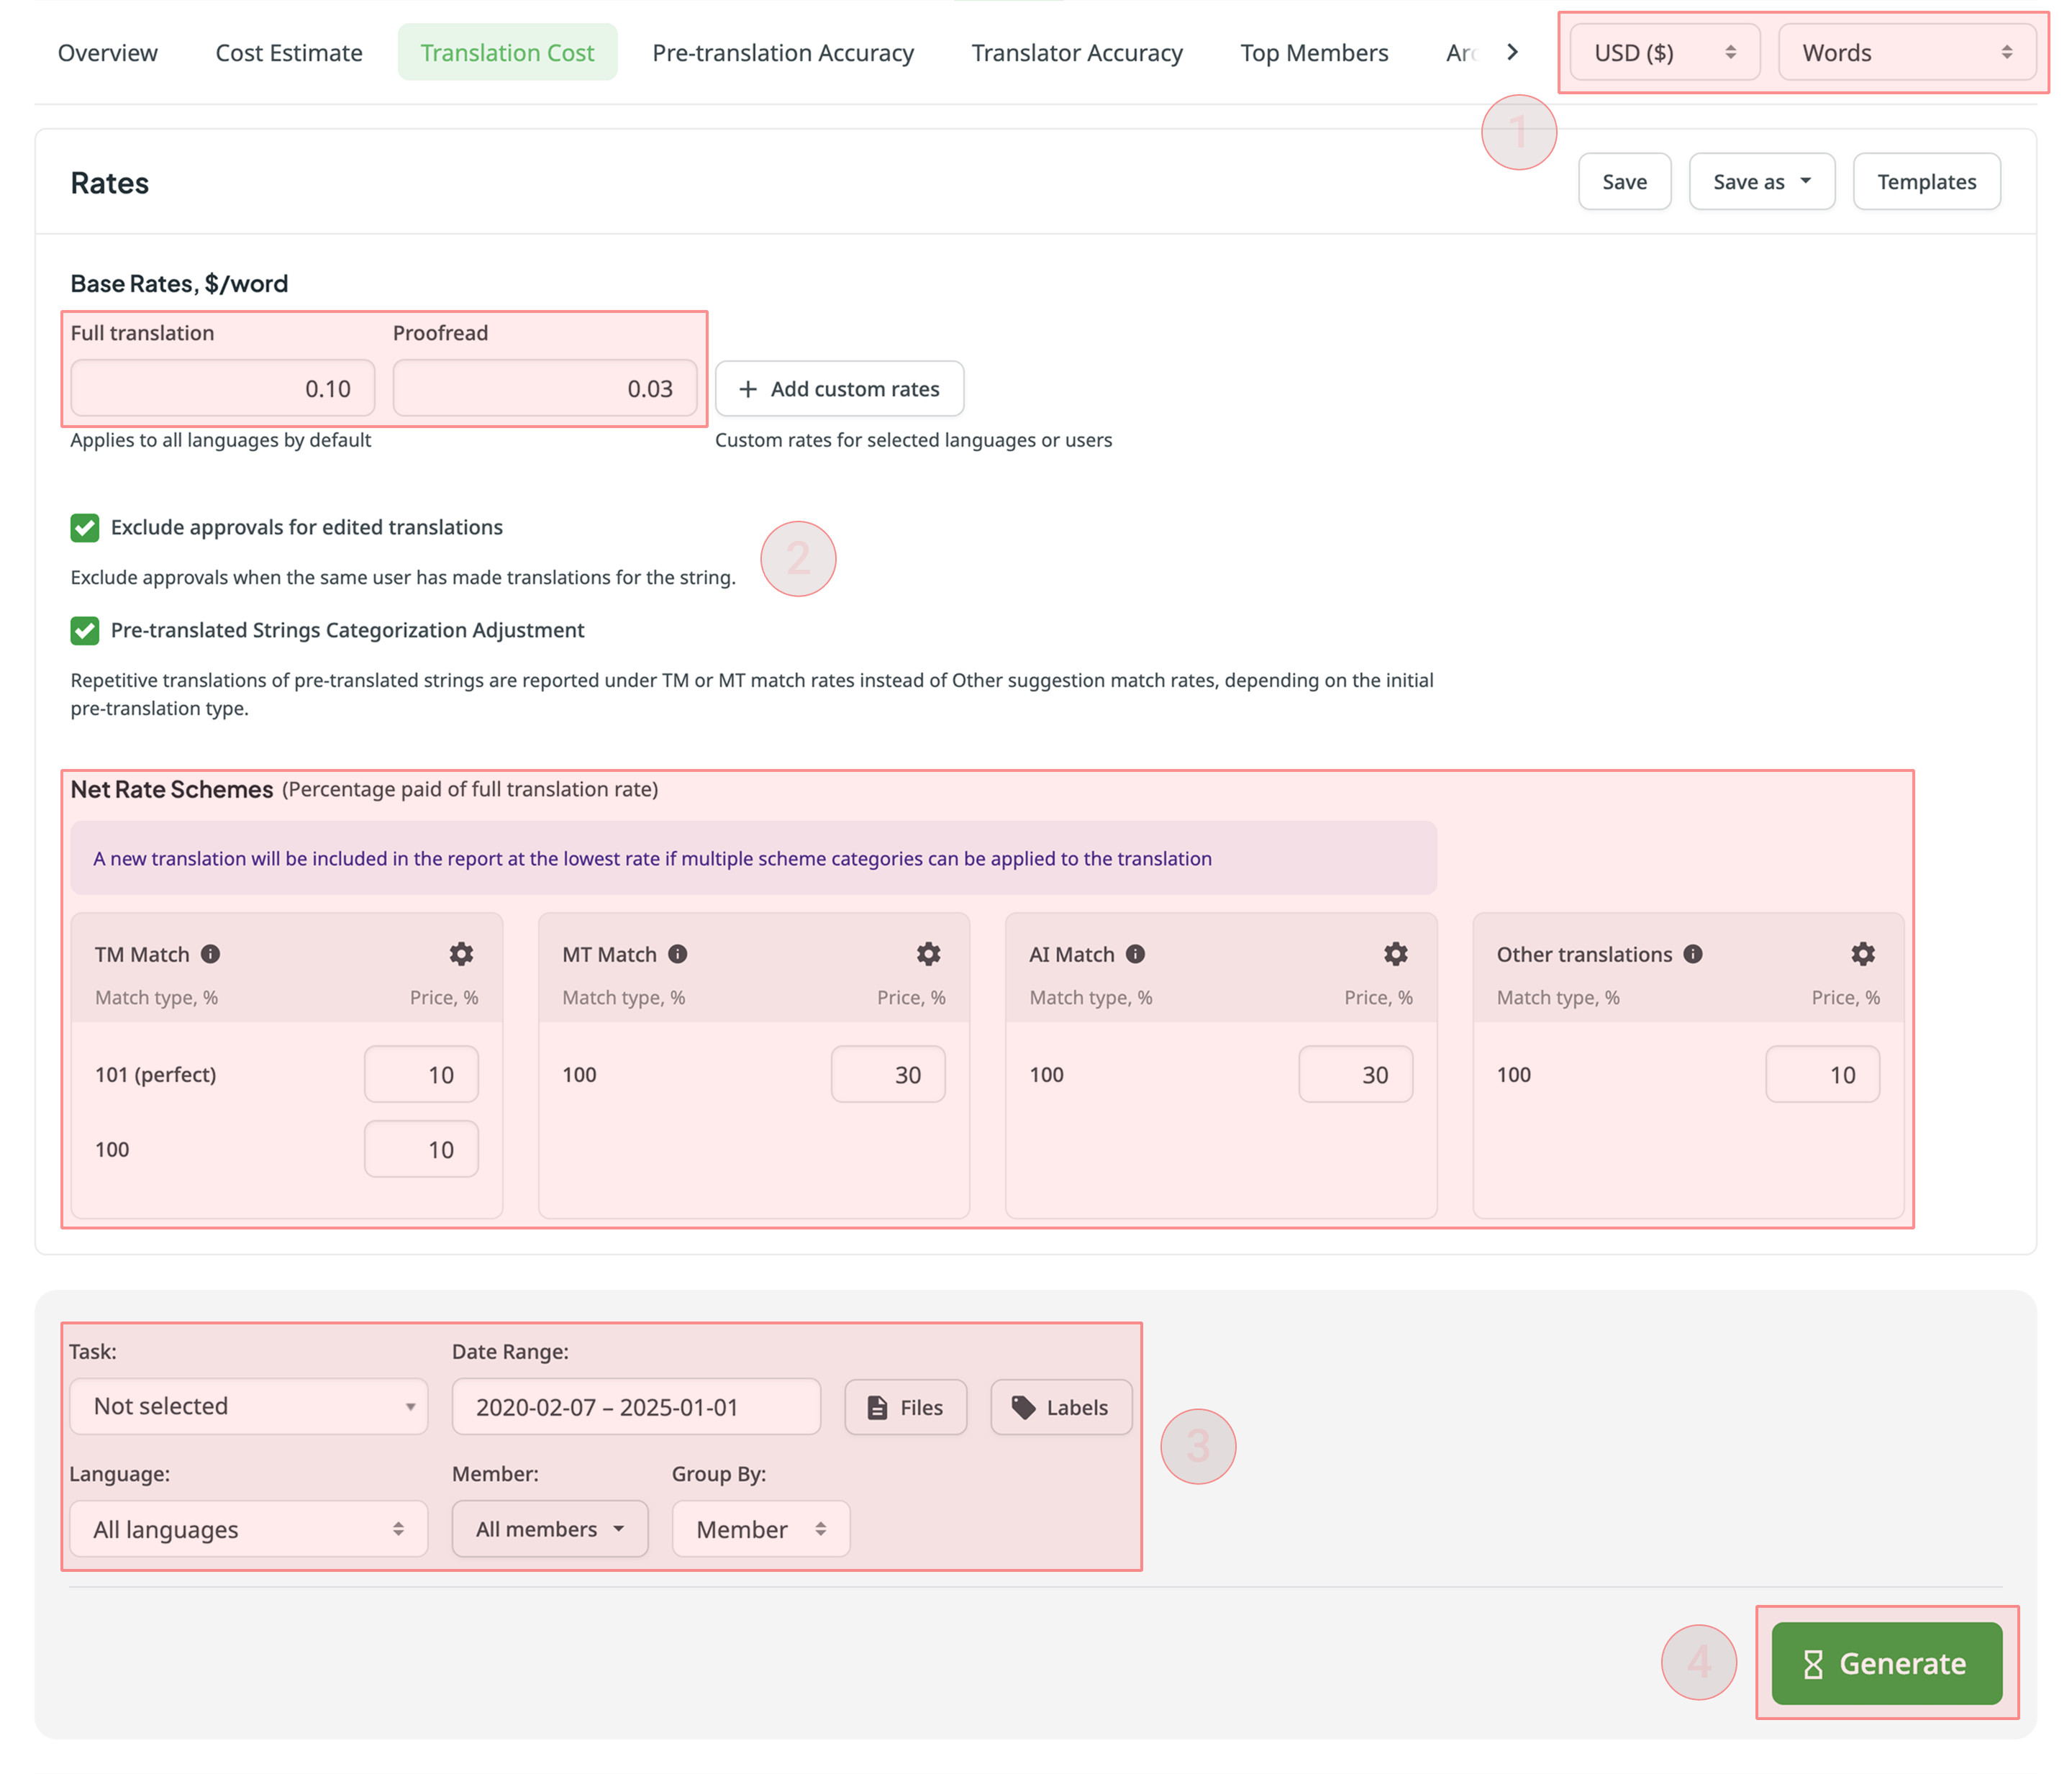 Overview Cost Estimate Translation Cost Pre-translation Accuracy Translator Accuracy Top Members USD ($) Words
1
Rates Save Save as Templates
Base Rates, $/word
Full translation Proofread
0.10 0.03 Add custom rates
Applies to all languages by default Custom rates for selected languages or users
Exclude approvals for edited translations
2
Exclude approvals when the same user has made translations for the string.
Pre-translated Strings Categorization Adjustment
Repetitive translations of pre-translated strings are reported under TM or MT match rates instead of Other suggestion match rates, depending on the initial
pre-translation type.
Net Rate Schemes (Percentage paid of full translation rate)
A new translation will be included in the report at the lowest rate if multiple scheme categories can be applied to the translation
TM Match MT Match AI Match Other translations
Match type, % Price, % Match type, % Price, % Match type, % Price, % Match type, % Price, %
101 (perfect) 10 100 30 100 30 100 10
100 10
Task: Date Range:
Not selected 2020-02-07 – 2025-01-01 Files Labels
3
Language: Member: Group By:
All languages All members Member
4
Generate